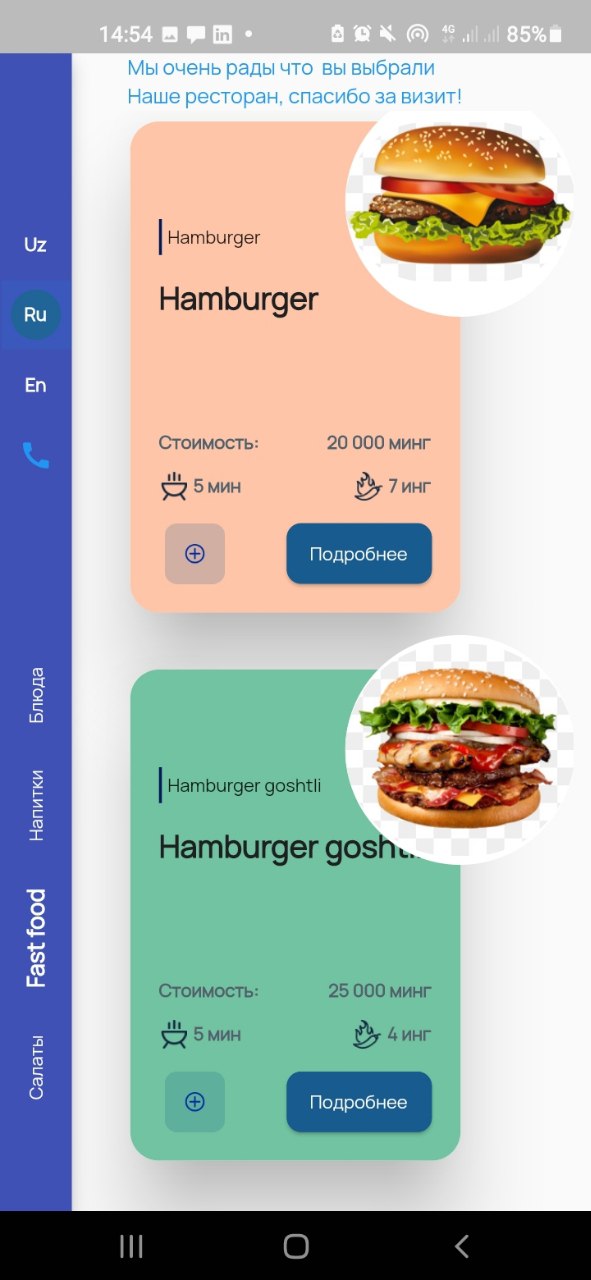 14:54
4G
85%
Мы очень рады что вы выбрали
Наше ресторан, спасибо за визит!
Uz
Ru
En
Блюда
Напитки
Fast food
Салаты
Hamburger
Hamburger
Стоимость: 20 000 минг
5 мин 7 инг
Подробнее
Hamburger goshtli
Hamburger
Стоимость: 25 000 минг
5 мин 4 инг
Подробнее